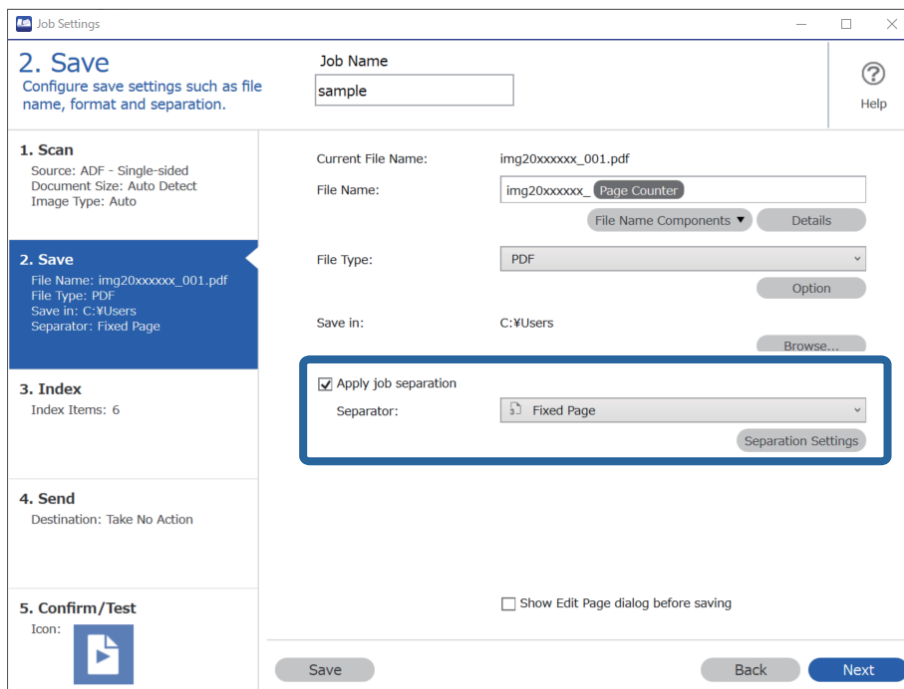 Job Settings
2. Save
Configure save settings such as file
name, format and separation.
Job Name
sample
Help
1. Scan
Source: ADF - Single-sided
Document Size: Auto Detect
Image Type: Auto
2. Save
File Name: img20xxxxxx_001.pdf
File Type: PDF
Save in: C:¥Users
Separator: Fixed Page
3. Index
Index Items: 6
4. Send
Destination: Take No Action
5. Confirm/Test
Icon:
Current File Name: img20xxxxxx_001.pdf
File Name: img20xxxxxx_ Page Counter
File Name Components ▼ Details
File Type: PDF
Option
Save in: C:¥Users
Browse...
Apply job separation
Separator: Fixed Page
Separation Settings
Show Edit Page dialog before saving
Save Back Next